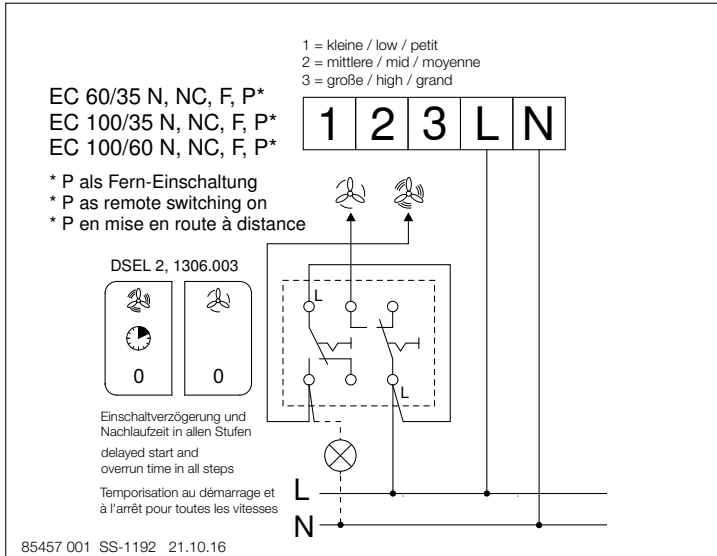 1 = kleine / low / petit
2 = mittlere / mid / moyenne
3 = große / high / grand
EC 60/35 N, NC, F, P*
EC 100/35 N, NC, F, P*
EC 100/60 N, NC, F, P*
1 2 3 L N
* P als Fern-Einschaltung
* P as remote switching on
* P en mise en route à distance
DSEL 2, 1306.003
L
0 0
L
Einschaltverzögerung und
Nachlaufzeit in allen Stufen
delayed start and
overrun time in all steps
Temporisation au démarrage et
à l'arrêt pour toutes les vitesses
L
N
85457 001 SS-1192 21.10.16